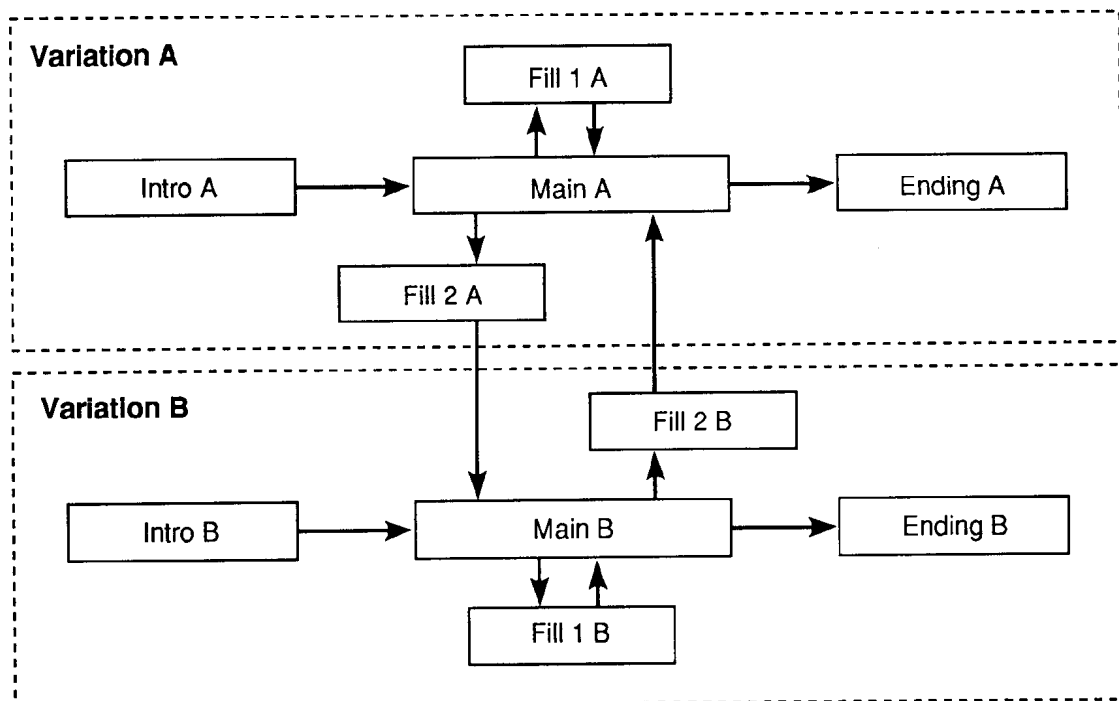 Variation A
Fill 1 A
Intro A
Main A
Ending A
Fill 2 A
Variation B
Fill 2 B
Intro B
Main B
Ending B
Fill 1 B